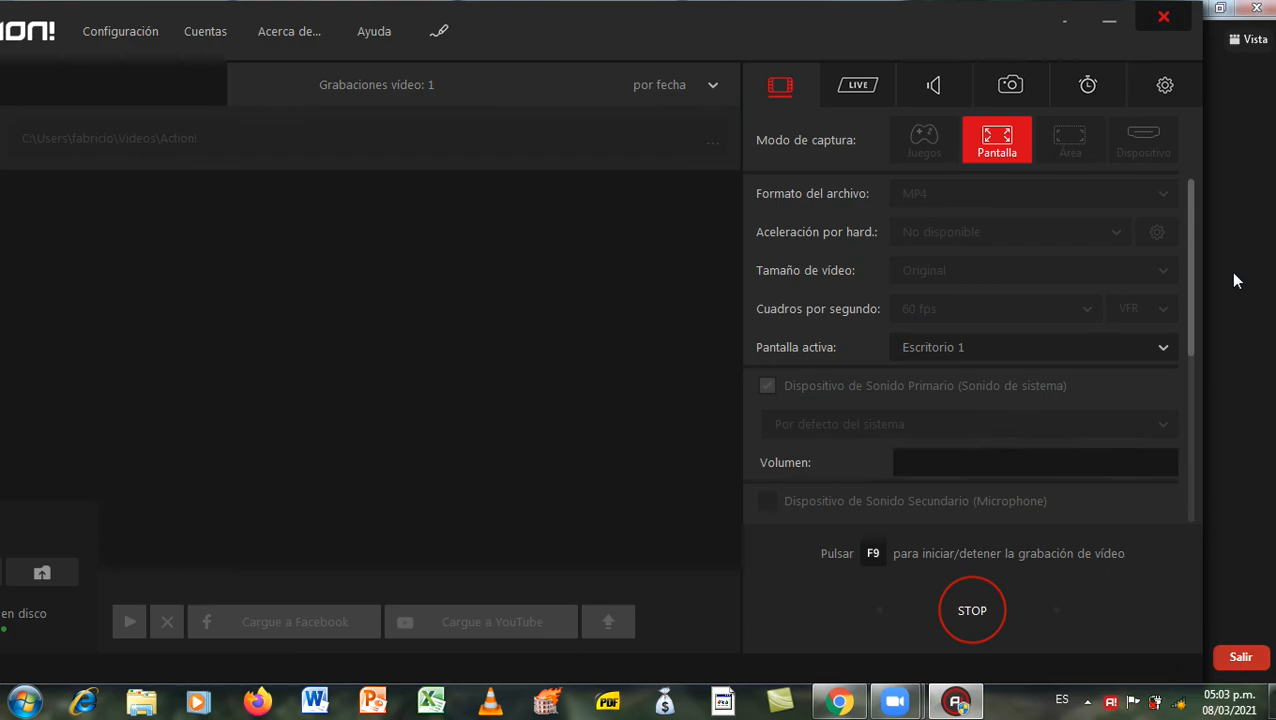 ION!
Configuración Cuentas Acerca de... Ayuda
Vista
Grabaciones vídeo: 1 por fecha
LIVE
C:\Users\fabricio\Videos\Action!
...
Modo de captura: Juegos Pantalla Área Dispositivo
Formato del archivo: MP4
Aceleración por hard.: No disponible
Tamaño de vídeo: Original
Cuadros por segundo: 60 fps VFR
Pantalla activa: Escritorio 1
Dispositivo de Sonido Primario (Sonido de sistema)
Por defecto del sistema
Volumen:
Dispositivo de Sonido Secundario (Microphone)
Pulsar F9 para iniciar/detener la grabación de vídeo
en disco
Cargue a Facebook Cargue a YouTube
STOP
Salir
PDF
ES
05:03 p.m.
08/03/2021